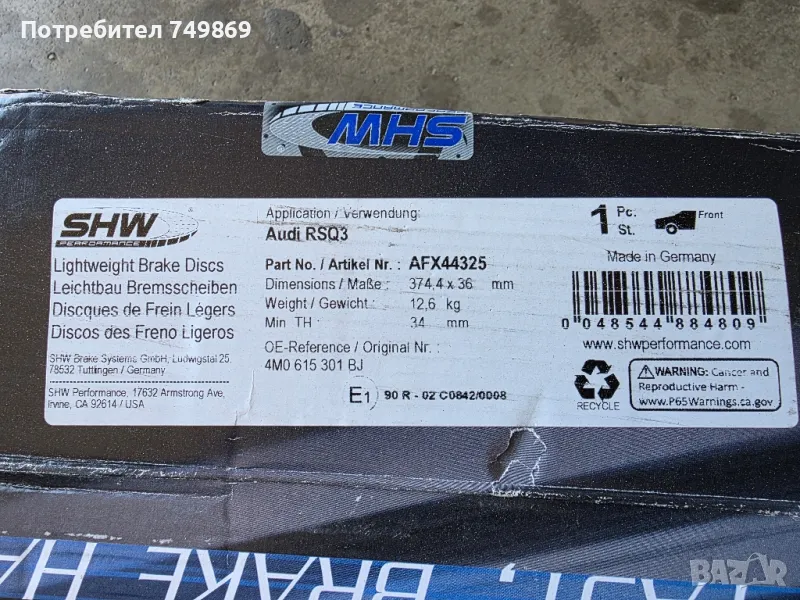 Потребител 749869
SHW
PERFORMANCE
SHW
PERFORMANCE
®
Lightweight Brake Discs
Leichtbau Bremsscheiben
Disques de Frein Légers
Discos des Freno Ligeros
SHW Brake Systems GmbH, Ludwigstal 25,
78532 Tuttlingen / Germany
SHW Performance, 17632 Armstrong Ave,
Irvine, CA 92614 / USA
Application / Verwendung:
Audi RSQ3
Part No. / Artikel Nr. : AFX44325
Dimensions / Maße : 374,4 x 36 mm
Weight / Gewicht : 12,6 kg
Min TH : 34 mm
OE-Reference / Original Nr. :
4M0 615 301 BJ
E1 90 R - 02 C0842/0008
1 Pc.
St.
Front
Made in Germany
0 048544 884809
www.shwperformance.com
RECYCLE
WARNING: Cancer and
Reproductive Harm -
www.P65Warnings.ca.gov
, BRAKE HA
BAZAR